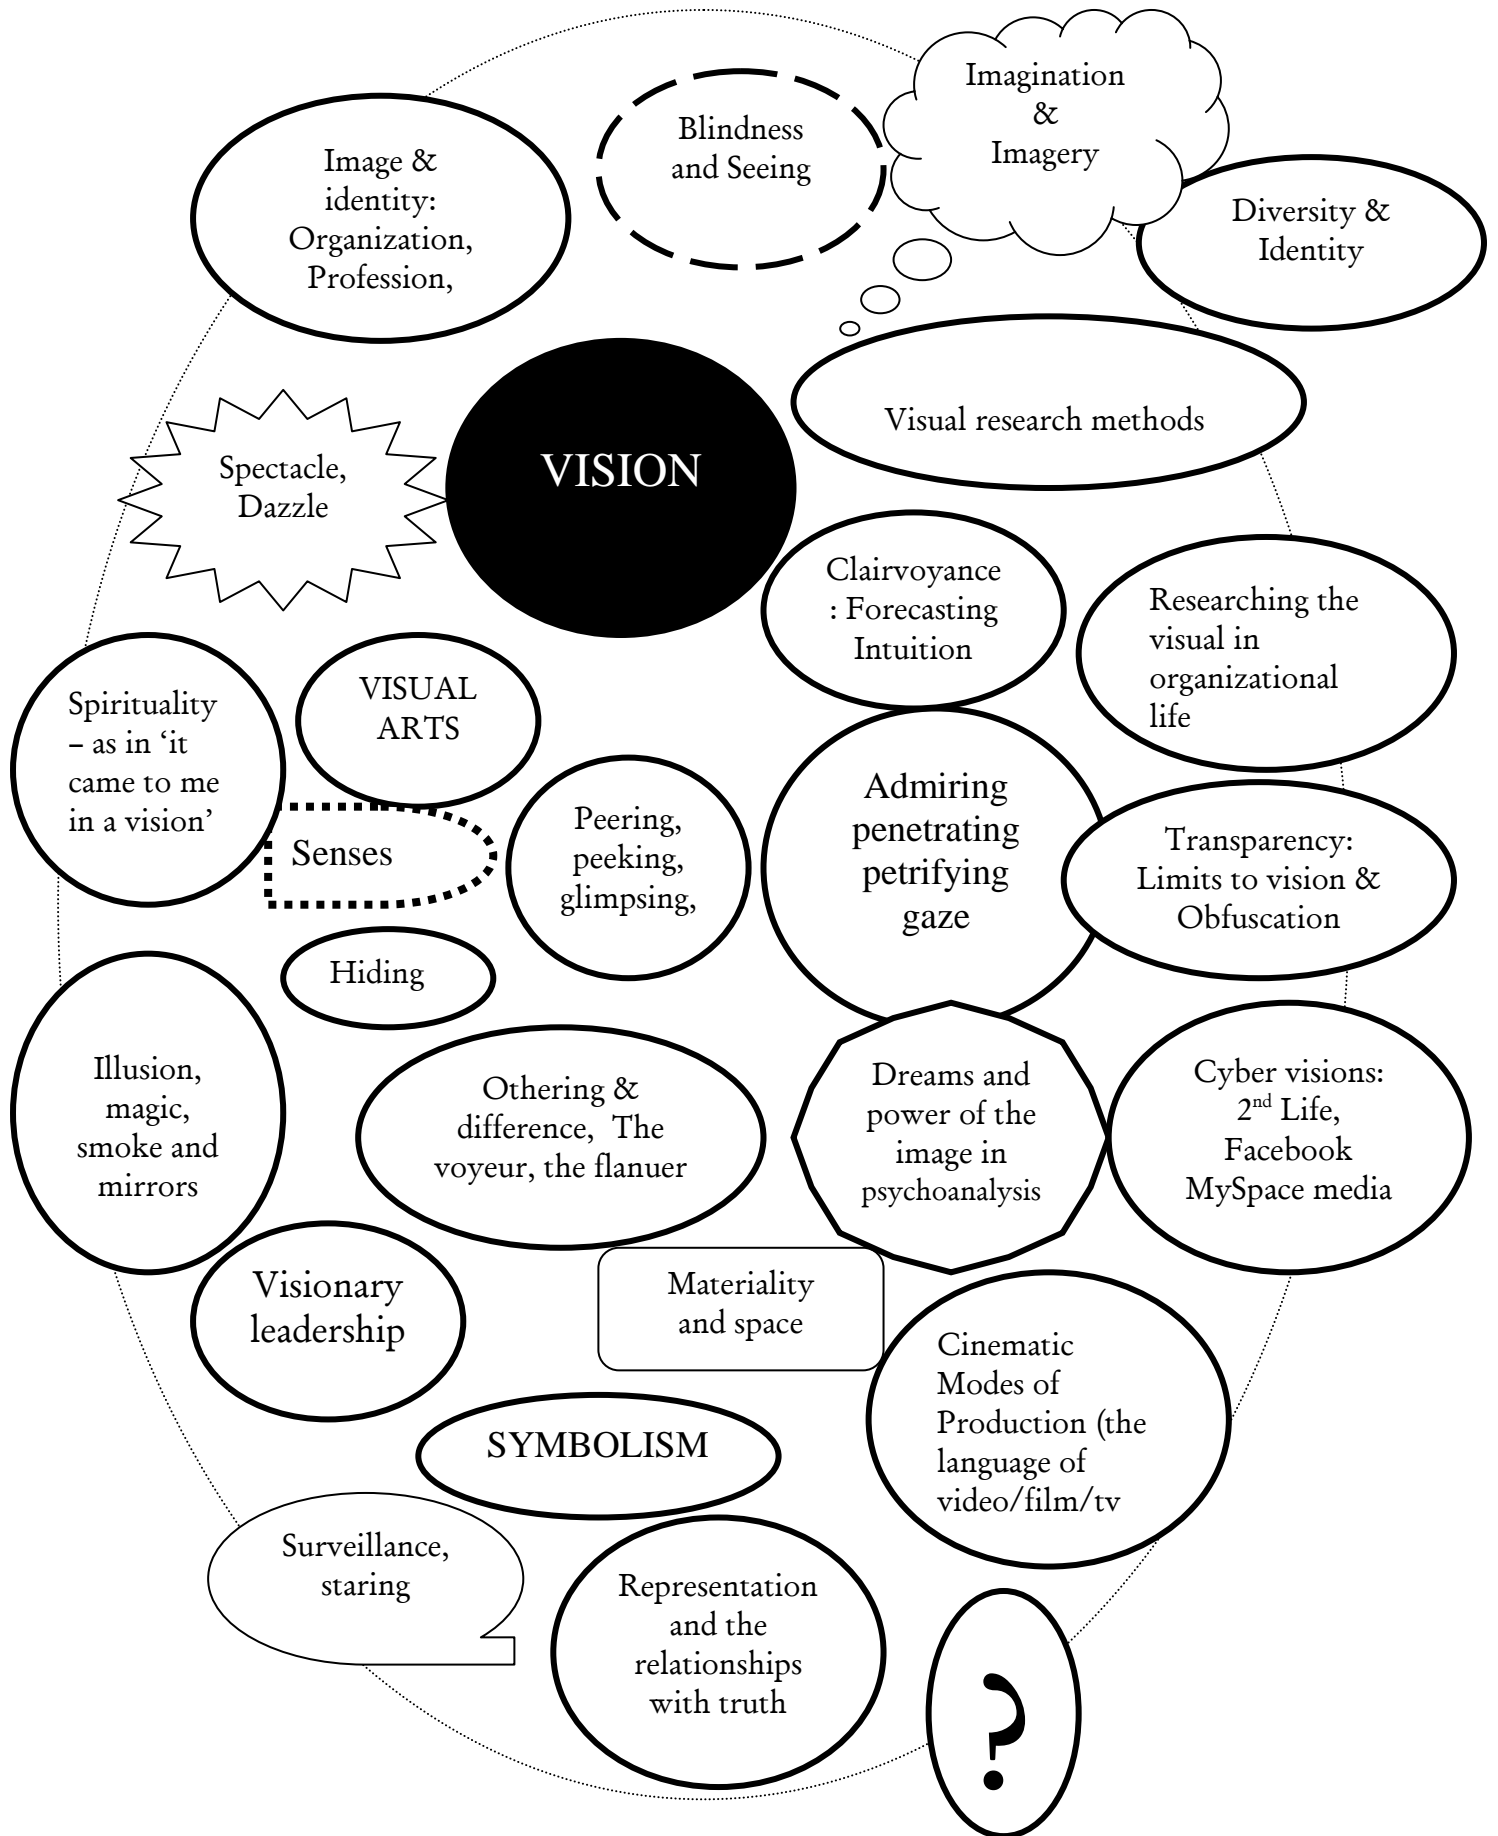 Imagination
&
Imagery
Blindness
and Seeing
Image &
identity:
Organization,
Profession,
Diversity &
Identity
Visual research methods
VISION
Spectacle,
Dazzle
Clairvoyance
: Forecasting
Intuition
Researching the
visual in
organizational
life
Spirituality
– as in ‘it
came to me
in a vision’
VISUAL
ARTS
Senses
Peering,
peeking,
glimpsing,
Admiring
penetrating
petrifying
gaze
Transparency:
Limits to vision &
Obfuscation
Hiding
Illusion,
magic,
smoke and
mirrors
Othering &
difference,  The
voyeur, the flanuer
Dreams and
power of the
image in
psychoanalysis
Cyber visions:
2nd Life,
Facebook
MySpace media
Visionary
leadership
Materiality
and space
Cinematic
Modes of
Production (the
language of
video/film/tv
SYMBOLISM
Surveillance,
staring
Representation
and the
relationships
with truth
?